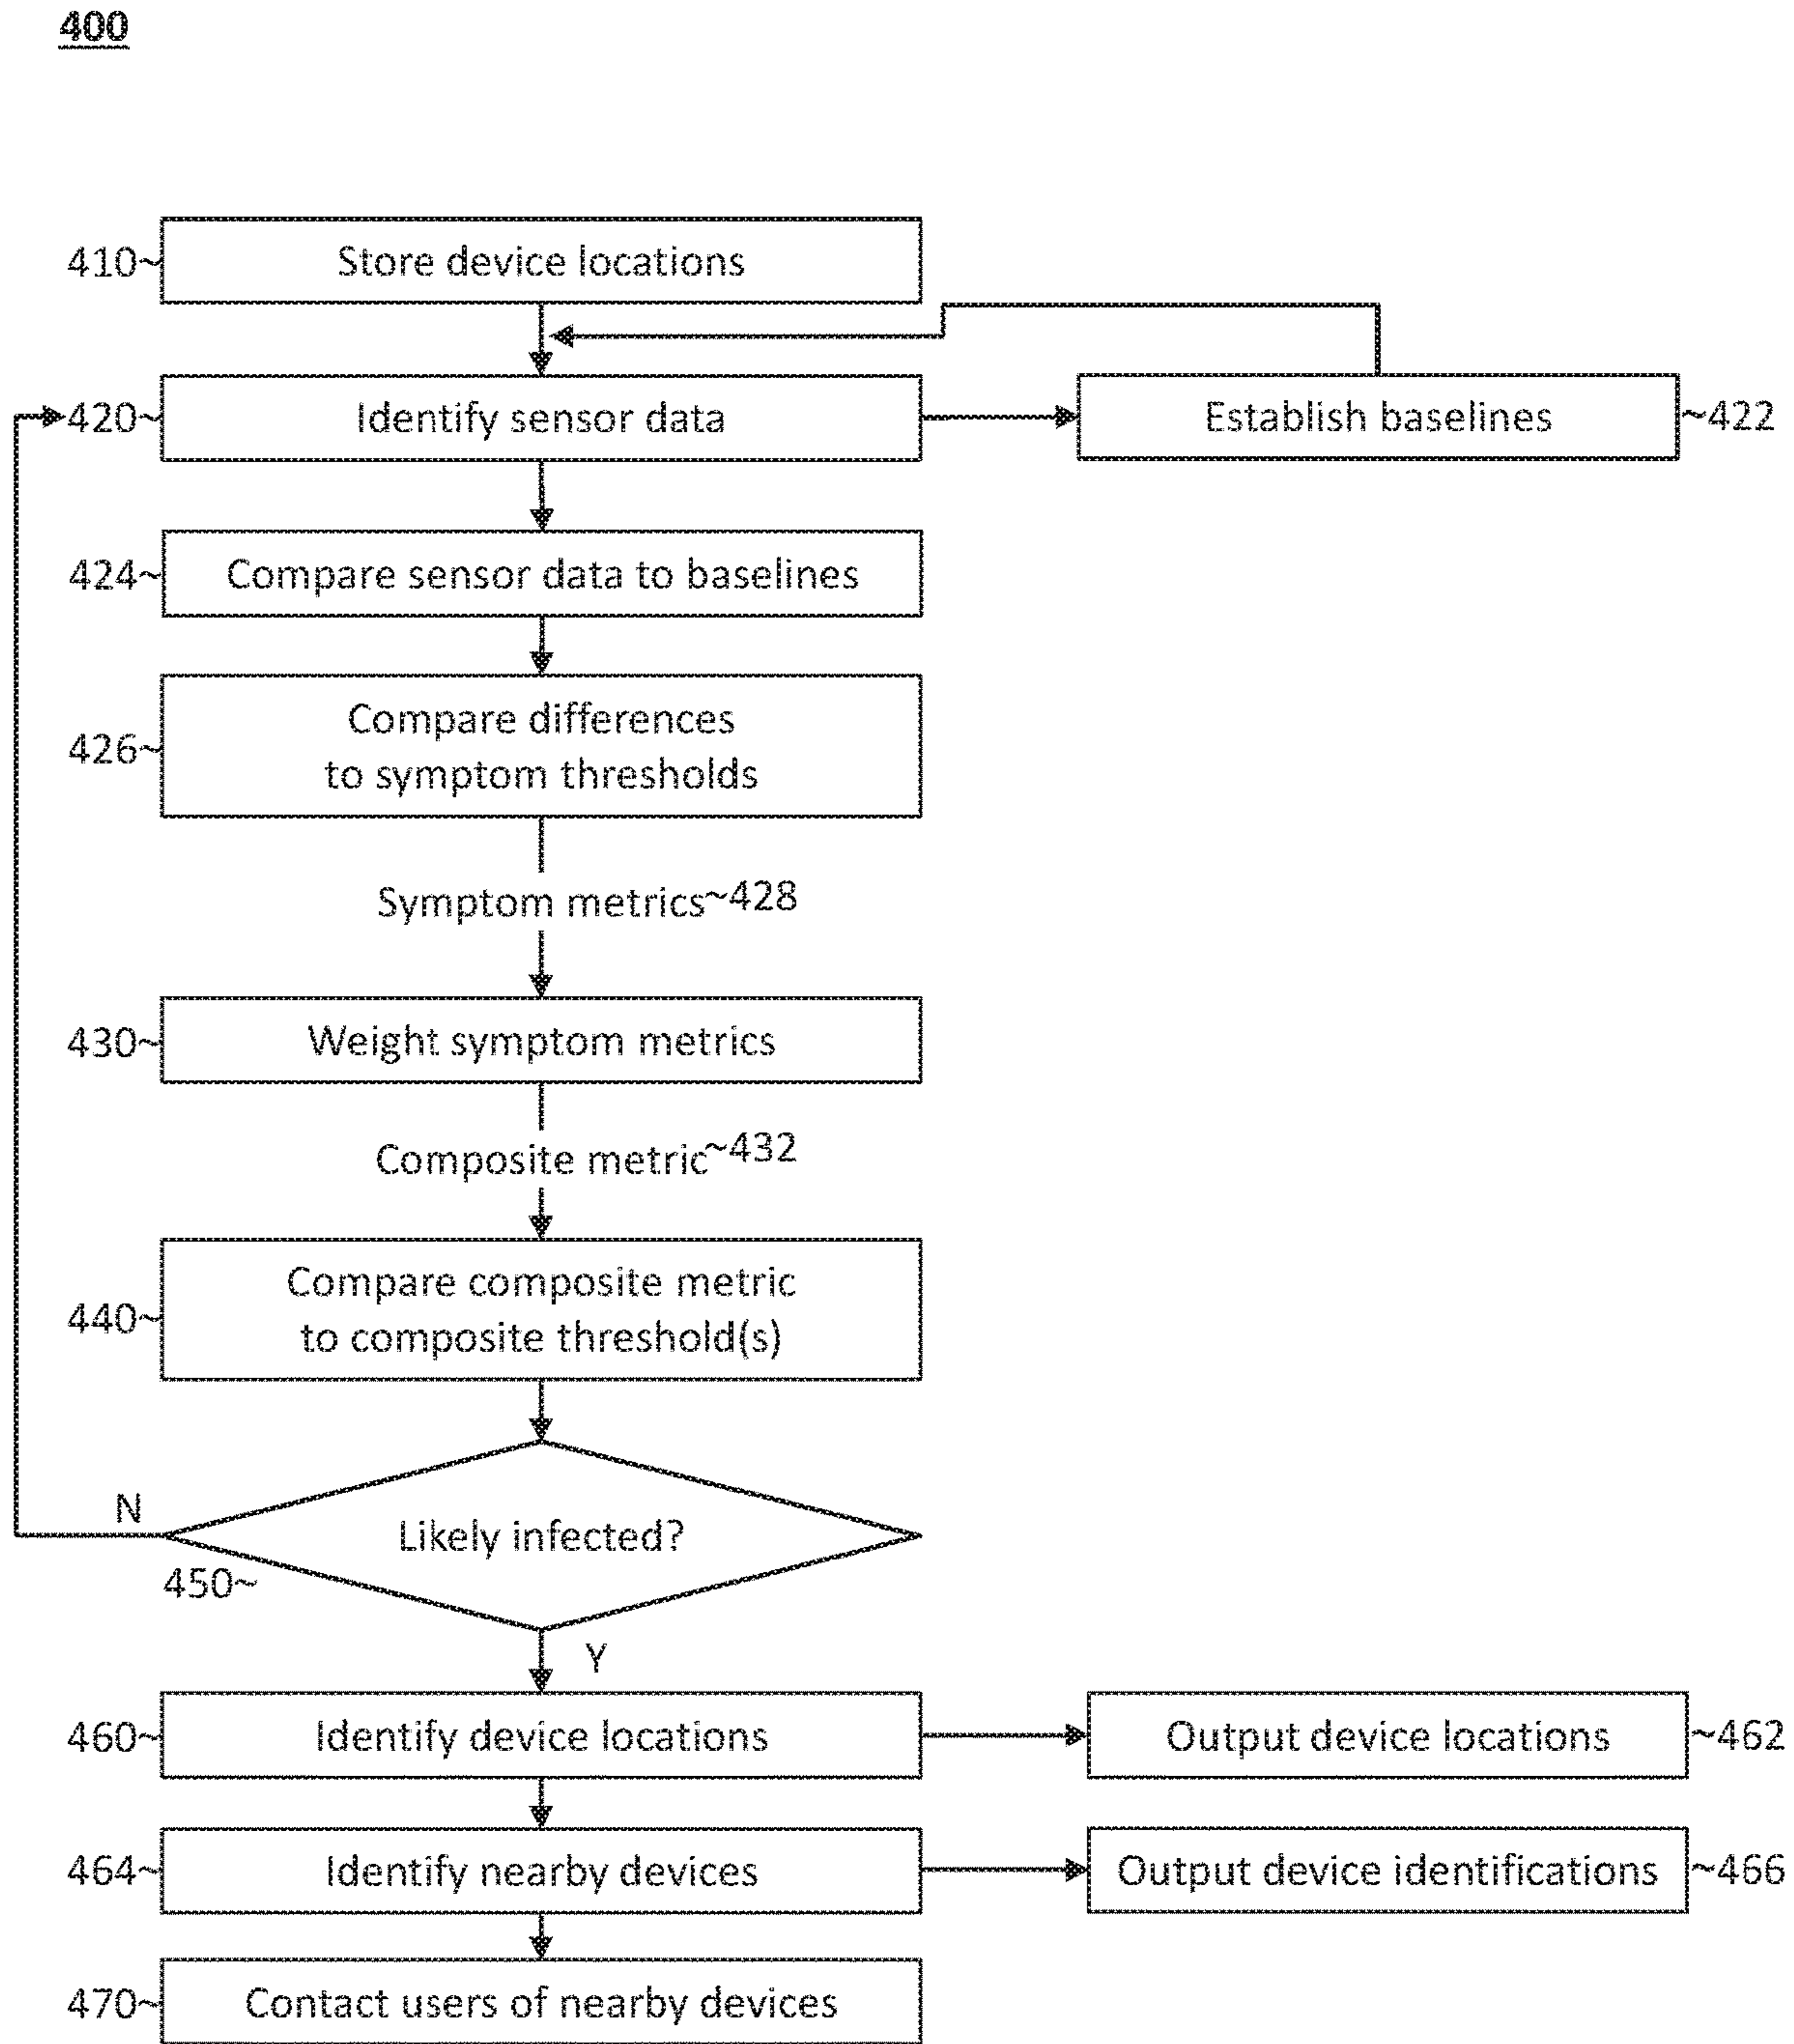 400
410~ Store device locations
420~ Identify sensor data
Establish baselines ~422
424~ Compare sensor data to baselines
Compare differences
426~
to symptom thresholds
Symptom metrics~428
430~ Weight symptom metrics
Composite metric~432
Compare composite metric
440~
to composite threshold(s)
N
Likely infected?
450~
Y
460~ Identify device locations
Output device locations ~462
464~ Identify nearby devices
Output device identifications ~466
470~ Contact users of nearby devices